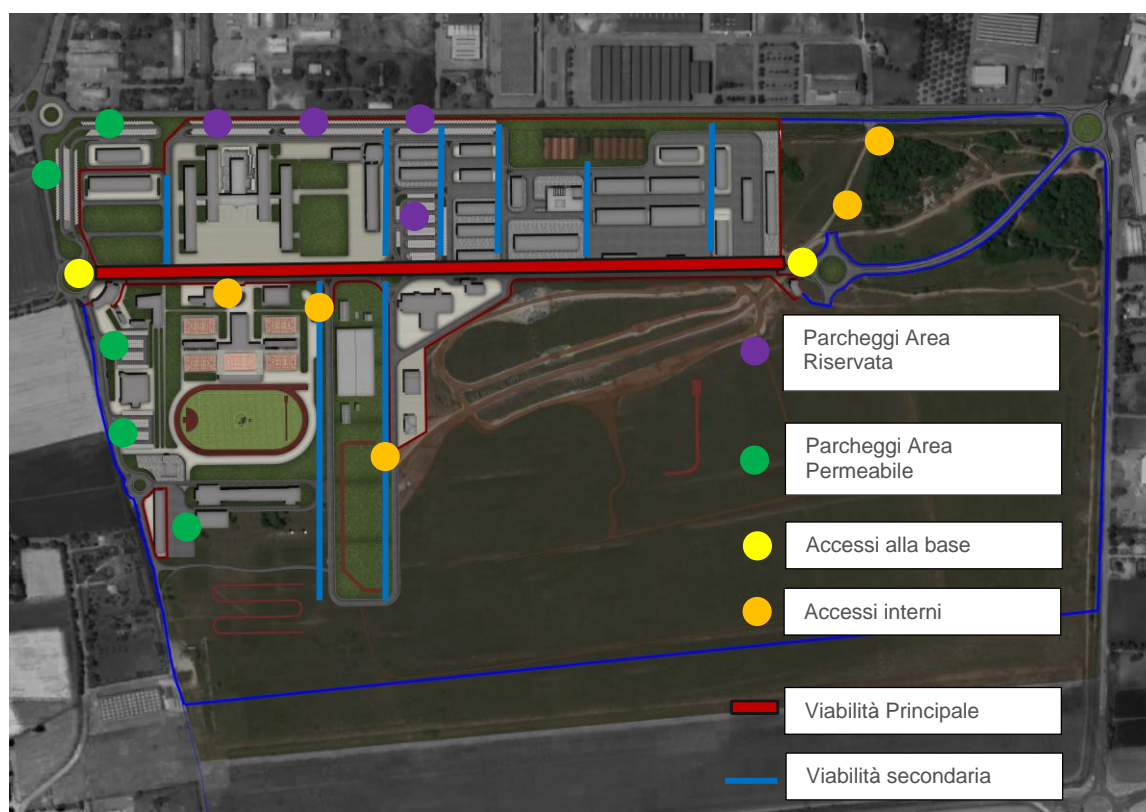 Parcheggi Area
Riservata
Parcheggi Area
Permeabile
Accessi alla base
Accessi interni
Viabilità Principale
Viabilità secondaria